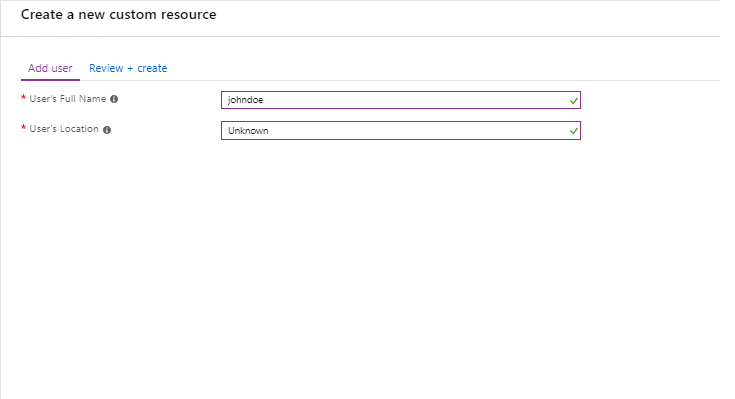 Create a new custom resource
Add user Review + create
* User's Full Name johndoe
* User's Location Unknown